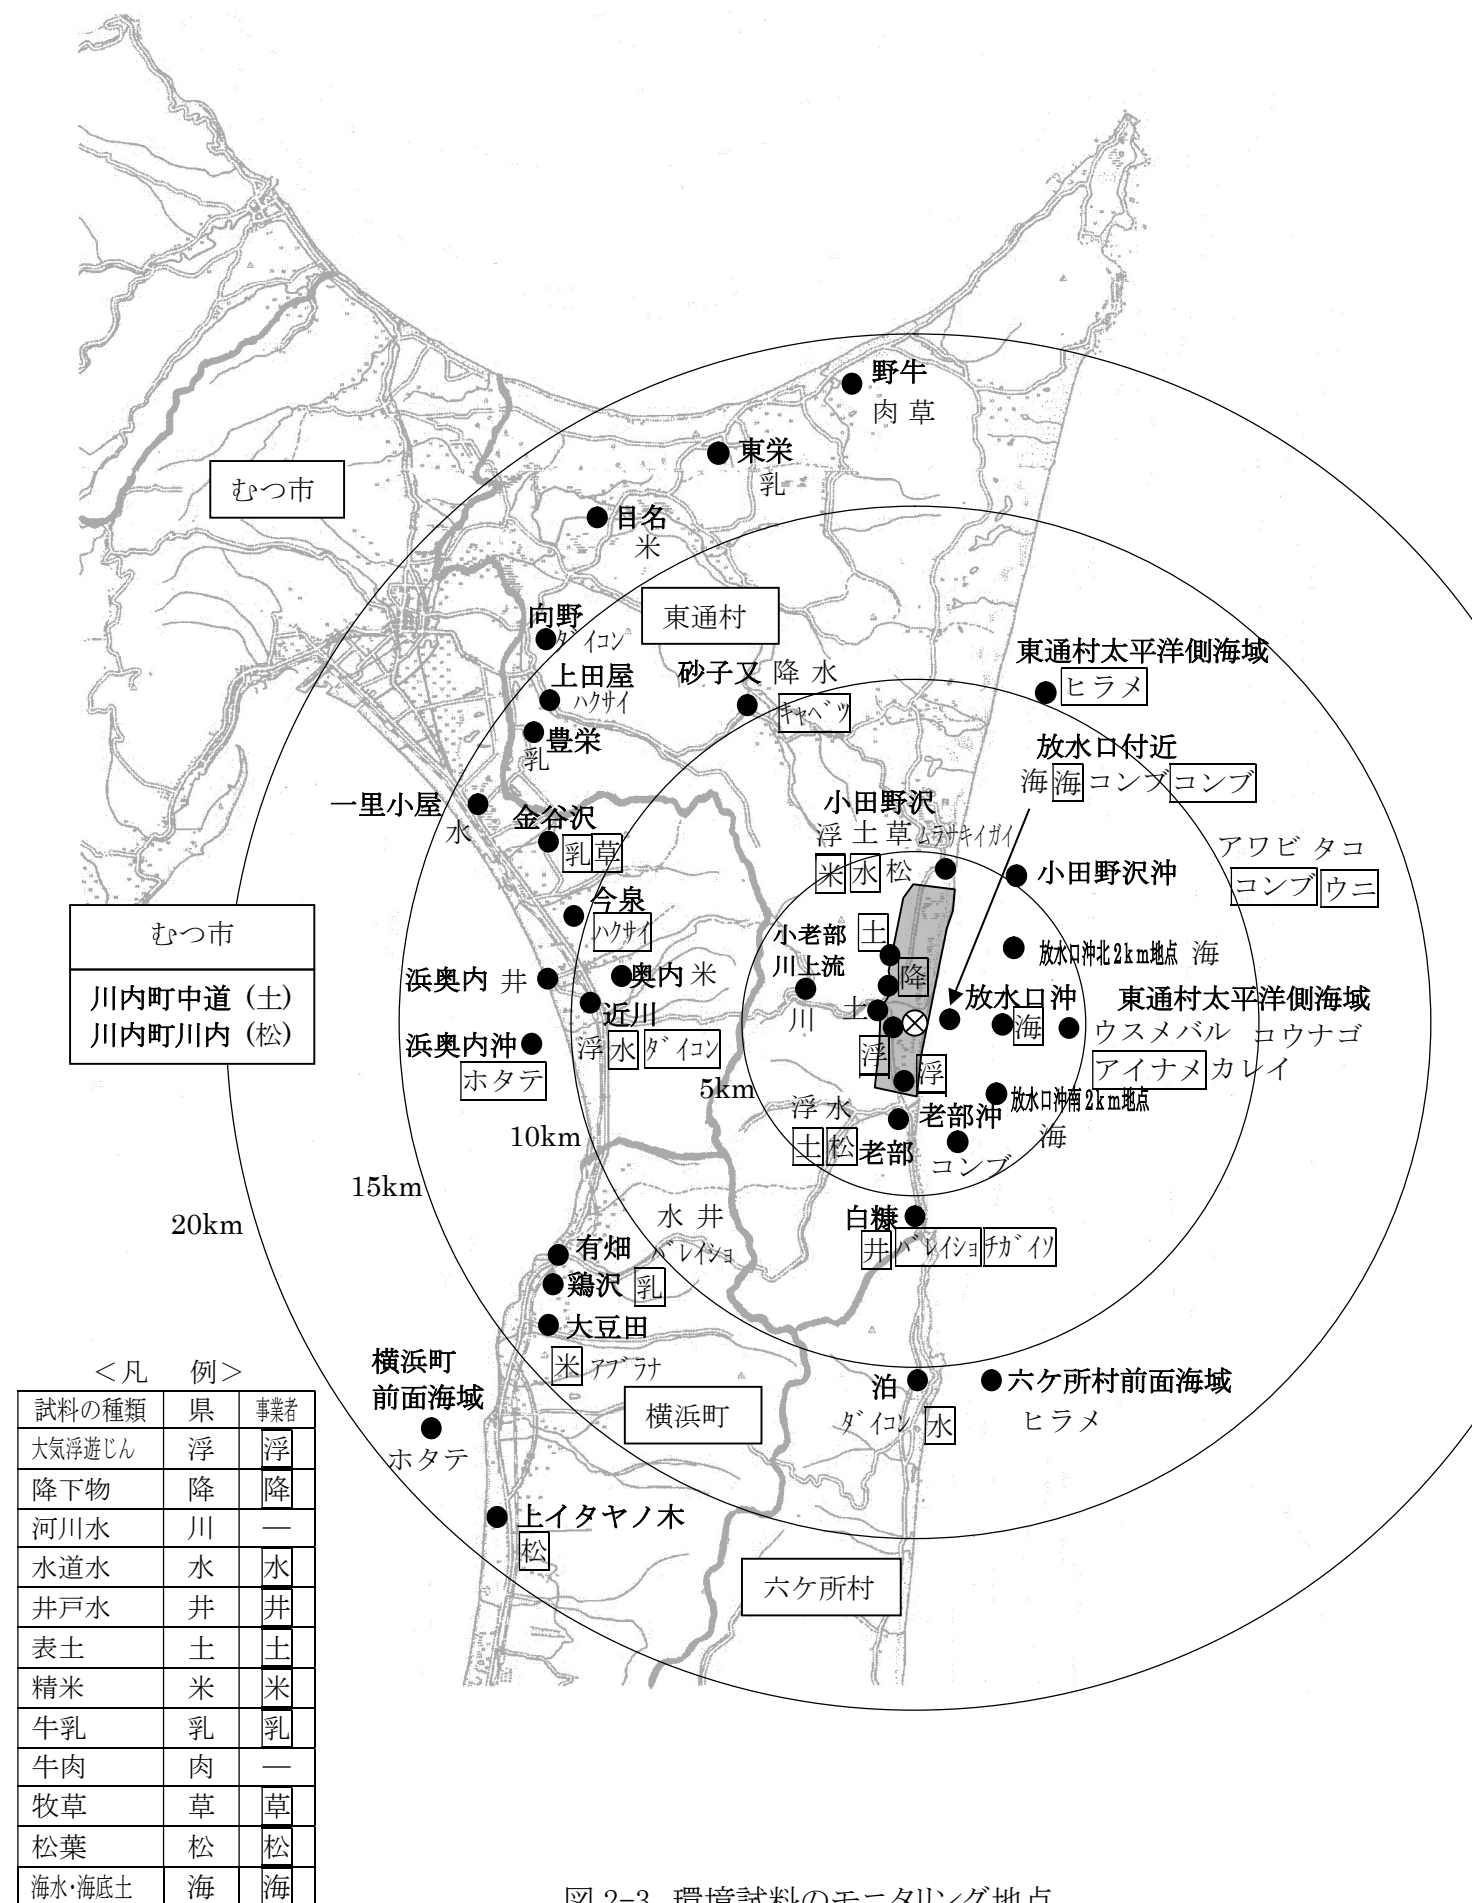 野牛
肉 草
東栄
乳
むつ市
目名
米
東通村
向野
ダイコン
上田屋
ハクサイ
砂子又 降 水
キャベツ
豊栄
乳
東通村太平洋側海域
ヒラメ
放水口付近
海 海 コンブ コンブ
一里小屋
水
金谷沢
乳 草
小田野沢
浮 土 草 ムラサキイガイ
米 水 松
小田野沢沖
アワビ タコ
コンブ ウニ
今泉
ハクサイ
むつ市
川内町中道 (土)
川内町川内 (松)
浜奥内 井
奥内 米
近川
浮 水 ダイコン
浜奥内沖
ホタテ
小老部
川上流
川
土
降
土
浮
浮
放水口沖北2km地点 海
放水口沖
海
東通村太平洋側海域
ウスメバル コウナゴ
アイナメ カレイ
放水口沖南2km地点
海
5km
10km
15km
20km
浮 水
土 松 老部
老部沖
コンブ
白糠
井 バレイショ チガイソ
水 井
有畑 バレイショ
鶏沢 乳
大豆田
米 アブラナ
横浜町
前面海域
ホタテ
横浜町
泊
ダイコン 水
六ケ所村前面海域
ヒラメ
上イタヤノ木
松
六ケ所村
<凡 例>
試料の種類 県 事業者
大気浮遊じん 浮 浮
降下物 降 降
河川水 川 ―
水道水 水 水
井戸水 井 井
表土 土 土
精米 米 米
牛乳 乳 乳
牛肉 肉 ―
牧草 草 草
松葉 松 松
海水・海底土 海 海
図 2-3 環境試料のモニタリング地点